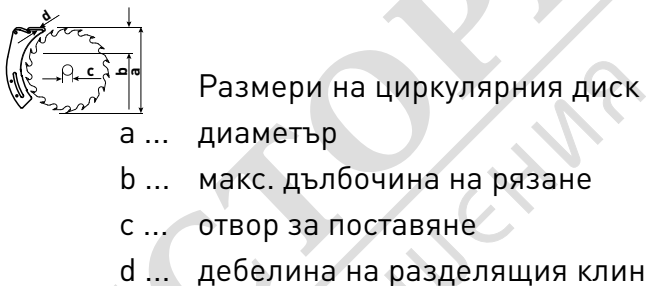 d
c b a
Размери на циркулярния диск
a ... диаметър
b ... макс. дълбочина на рязане
c ... отвор за поставяне
d ... дебелина на разделящия клин